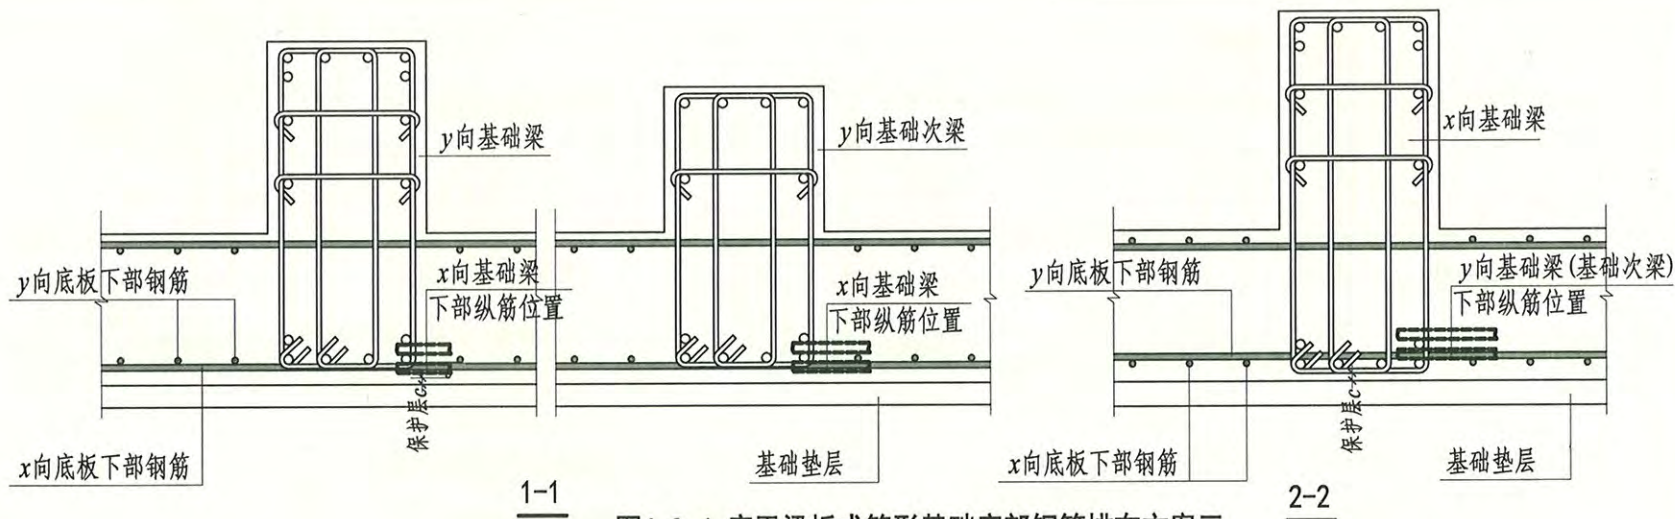 y向基础梁
y向基础次梁
x向基础梁
y向底板下部钢筋
x向基础梁
下部纵筋位置
x向基础梁
下部纵筋位置
y向底板下部钢筋
y向基础梁(基础次梁)
下部纵筋位置
保护层c
保护层c
x向底板下部钢筋
基础垫层
x向底板下部钢筋
基础垫层
1-1
2-2